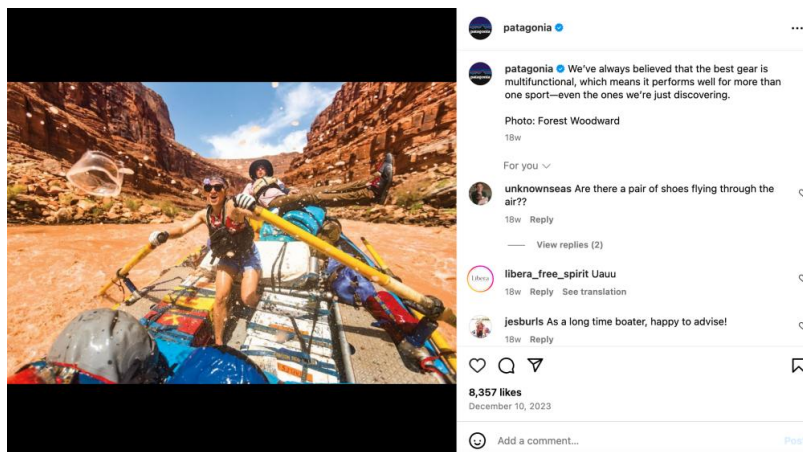 patagonia
patagonia We've always believed that the best gear is
multifunctional, which means it performs well for more than
one sport—even the ones we're just discovering.
Photo: Forest Woodward
18w
For you
unknownseas Are there a pair of shoes flying through the
air??
18w Reply
View replies (2)
Libera
libera_free_spirit Uauu
18w Reply See translation
jesburls As a long time boater, happy to advise!
18w Reply
8,357 likes
December 10, 2023
Add a comment...
Pos